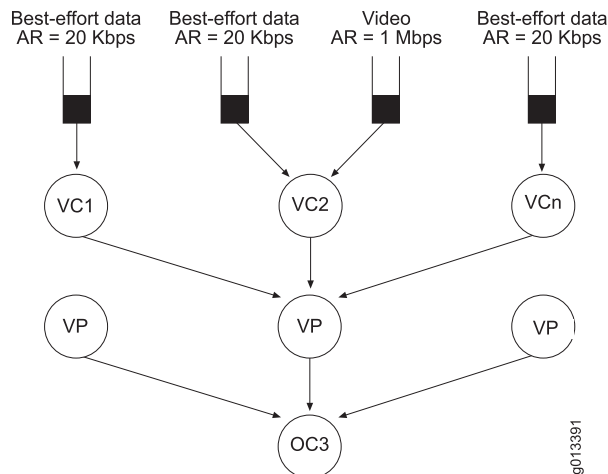 Best-effort data
AR = 20 Kbps
Best-effort data
AR = 20 Kbps
Video
AR = 1 Mbps
Best-effort data
AR = 20 Kbps
VC1
VC2
VCn
VP
VP
VP
OC3
g013391